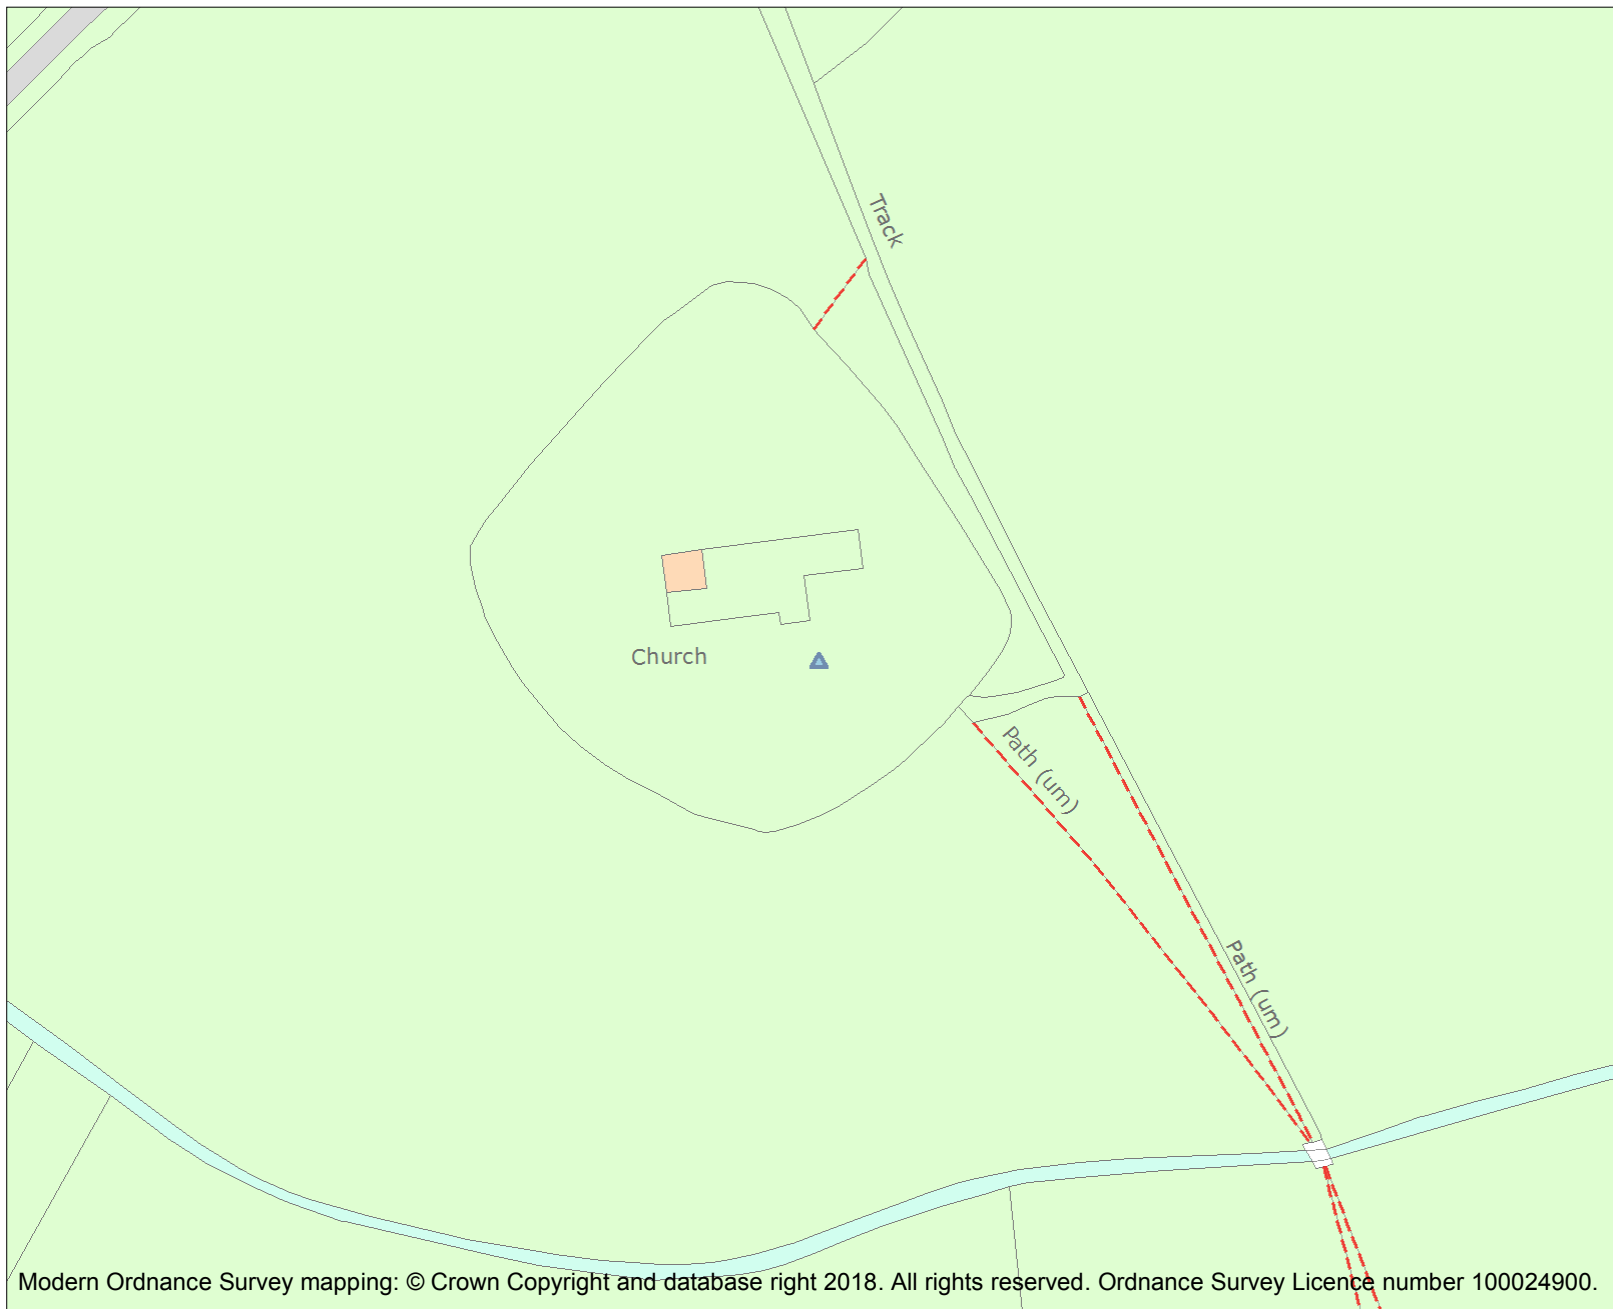 Track
Church
Path (um)
Path (um)
Modern Ordnance Survey mapping: © Crown Copyright and database right 2018. All rights reserved. Ordnance Survey Licence number 100024900.